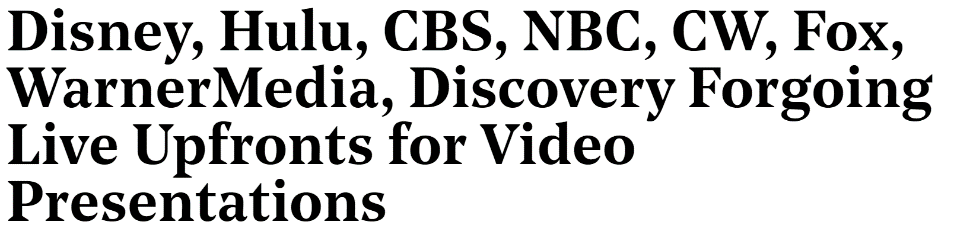 Disney, Hulu, CBS, NBC, CW, Fox,
WarnerMedia, Discovery Forgoing
Live Upfronts for Video
Presentations